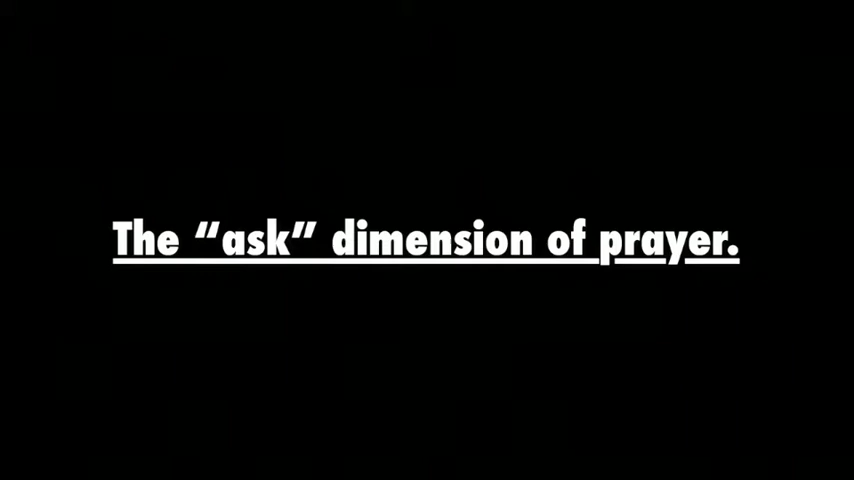 The “ask” dimension of prayer.